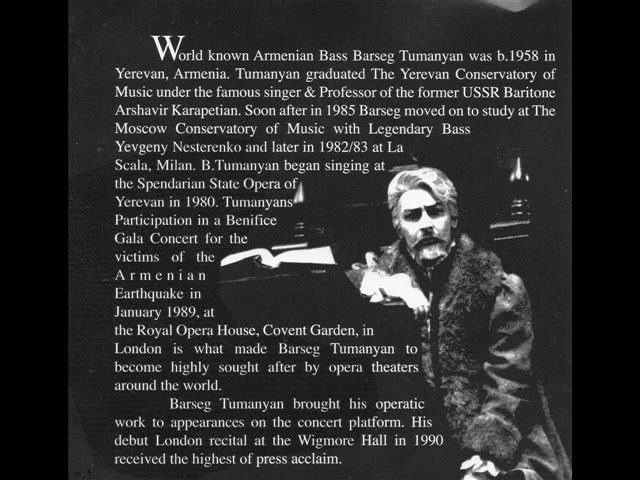 World known Armenian Bass Barseg Tumanyan was b.1958 in
Yerevan, Armenia. Tumanyan graduated The Yerevan Conservatory of
Music under the famous singer & Professor of the former USSR Baritone
Arshavir Karapetian. Soon after in 1985 Barseg moved on to study at The
Moscow Conservatory of Music with Legendary Bass
Yevgeny Nesterenko and later in 1982/83 at La
Scala, Milan. B.Tumanyan began singing at
the Spendarian State Opera of
Yerevan in 1980. Tumanyans
Participation in a Benifice
Gala Concert for the
victims of the
Armenian
Earthquake in
January 1989, at
the Royal Opera House, Covent Garden, in
London is what made Barseg Tumanyan to
become highly sought after by opera theaters
around the world.
Barseg Tumanyan brought his operatic
work to appearances on the concert platform. His
debut London recital at the Wigmore Hall in 1990
received the highest of press acclaim.